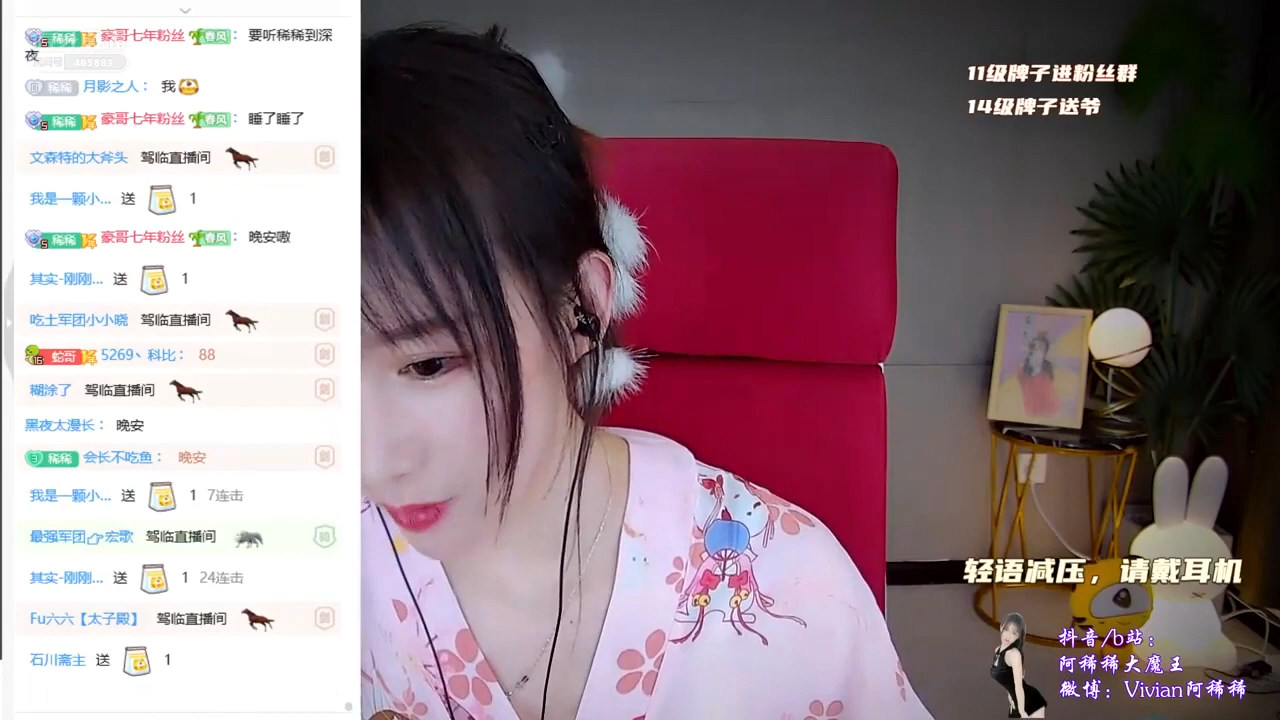 5 稀稀 豪哥七年粉丝 春风: 要听稀稀到深
夜
房间号 405683
稀稀 月影之人: 我
5 稀稀 豪哥七年粉丝 春风: 睡了睡了
文森特的大斧头 驾临直播间
我是一颗小... 送 1
5 稀稀 豪哥七年粉丝 春风: 晚安嗷
其实-刚刚... 送 1
吃土军团小小晓 驾临直播间
16 蛇哥 5269丶科比: 88
糊涂了 驾临直播间
黑夜太漫长: 晚安
3 稀稀 会长不吃鱼: 晚安
我是一颗小... 送 1 7连击
最强军团👉宏歌 驾临直播间
其实-刚刚... 送 1 24连击
Fu六六【太子殿】 驾临直播间
石川斋主 送 1
11级牌子进粉丝群
14级牌子送爷
轻语减压，请戴耳机
抖音/b站:
阿稀稀大魔王
微博: Vivian阿稀稀